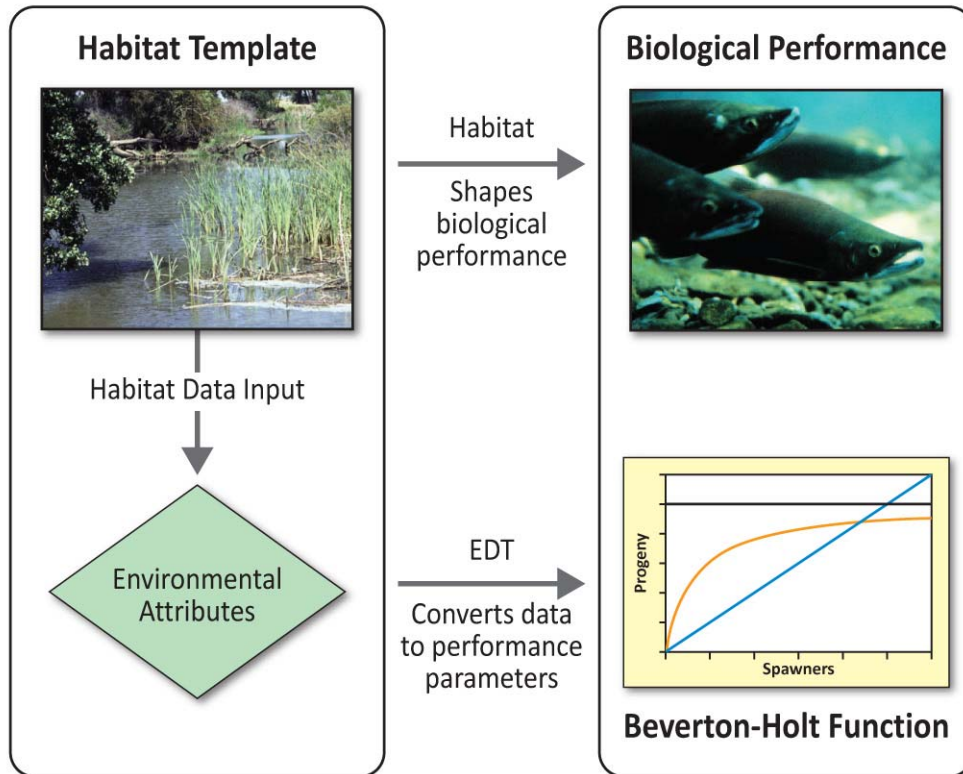 Habitat Template
Biological Performance
Habitat
Shapes
biological
performance
Habitat Data Input
Environmental
Attributes
EDT
Converts data
to performance
parameters
Progeny
Spawners
Beverton-Holt Function